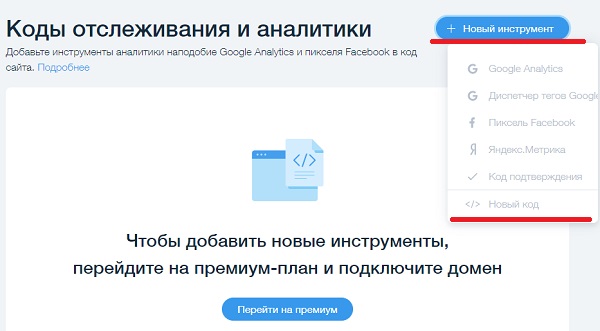 Коды отслеживания и аналитики
+ Новый инструмент
Добавьте инструменты аналитики наподобие Google Analytics и пикселя Facebook в код
сайта. Подробнее
Google Analytics
Диспетчер тегов Google
Пиксель Facebook
Яндекс.Метрика
Код подтверждения
</> Новый код
</>
Чтобы добавить новые инструменты,
перейдите на премиум-план и подключите домен
Перейти на премиум